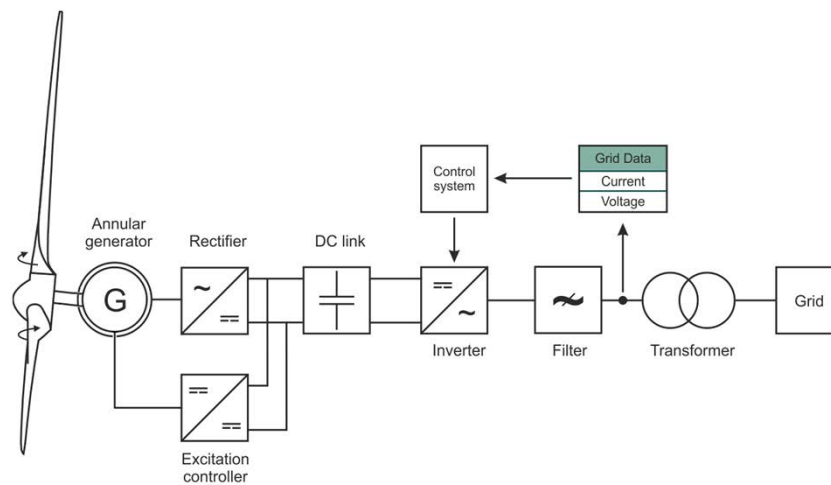 Grid Data
Control
system
Current
Voltage
Annular
generator
Rectifier
DC link
G
Grid
Inverter
Filter
Transformer
Excitation
controller